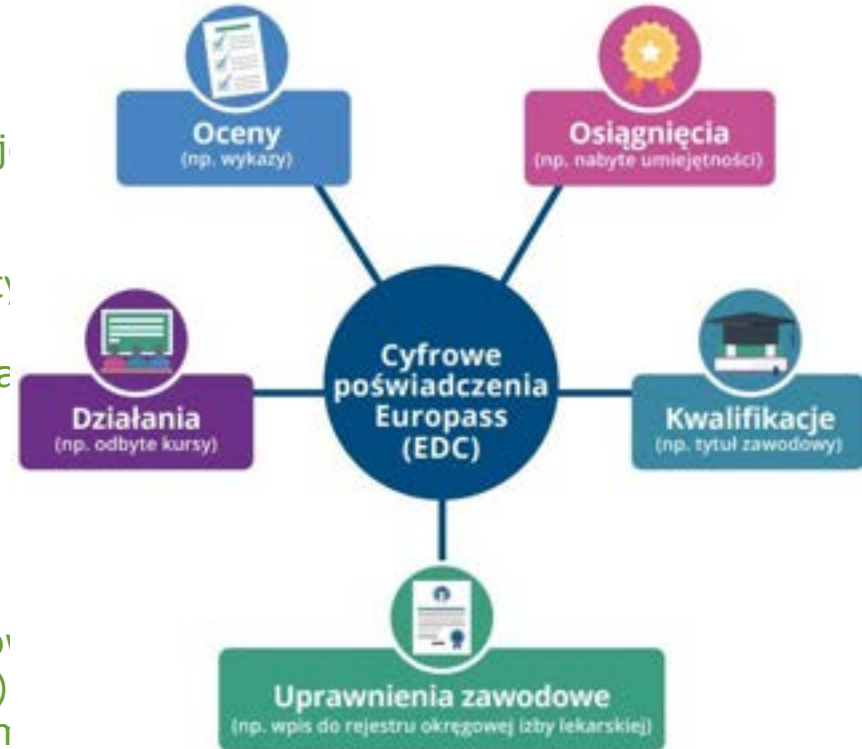 Oceny
(np. wykazy)
Osiągnięcia
(np. nabyte umiejętności)
Cyfrowe
poświadczenia
Europass
(EDC)
Działania
(np. odbyte kursy)
Kwalifikacje
(np. tytuł zawodowy)
Uprawnienia zawodowe
(np. wpis do rejestru okręgowej izby lekarskiej)